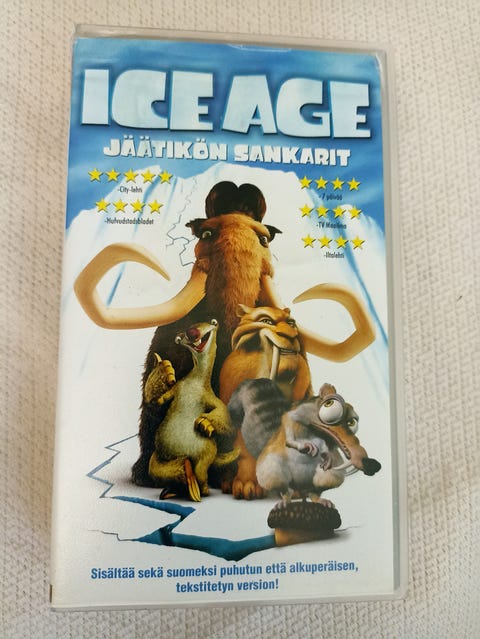 ICE AGE
JÄÄTIKÖN SANKARIT
-City-lehti
-Hufvudstadsbladet
-7 päivää
-TV Maailma
-Iltalehti
Sisältää sekä suomeksi puhutun että alkuperäisen,
tekstitetyn version!